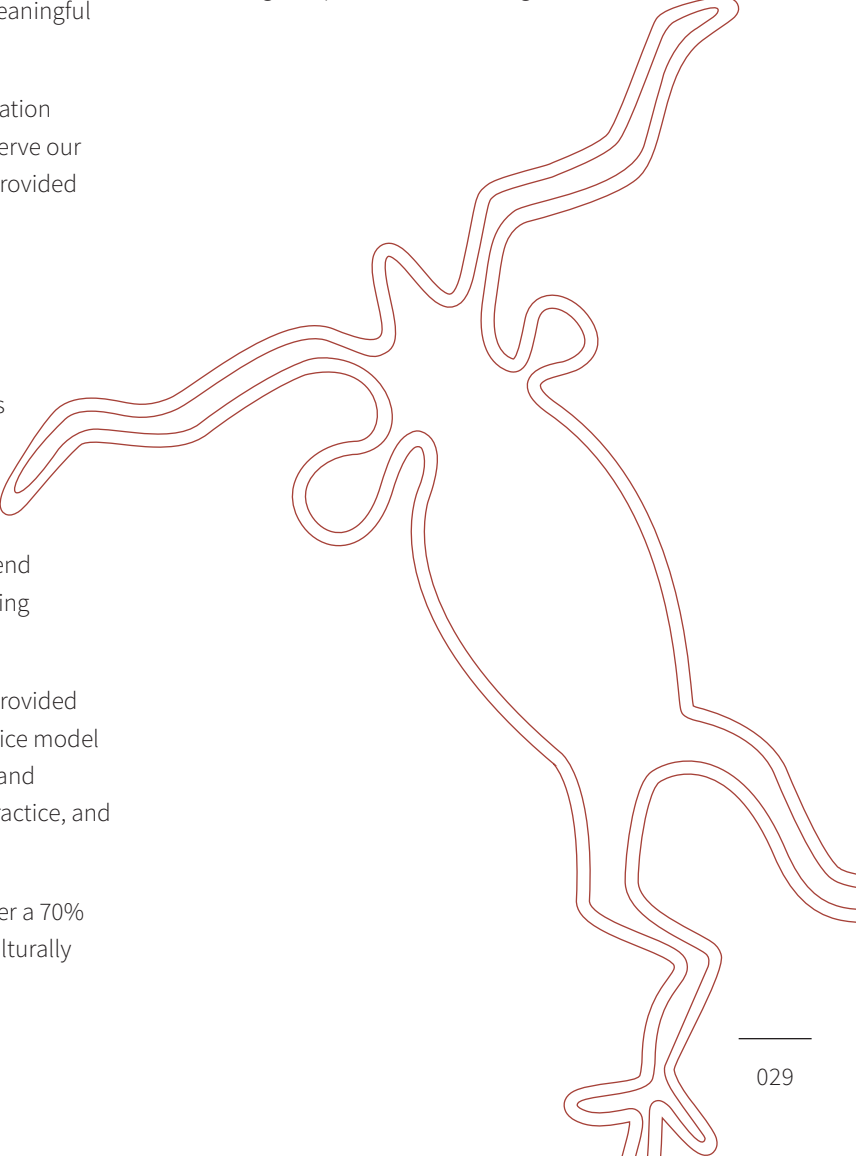 eaningful
ation
erve our
rovided
s
end
ing
rovided
ice model
and
actice, and
er a 70%
lturally
029